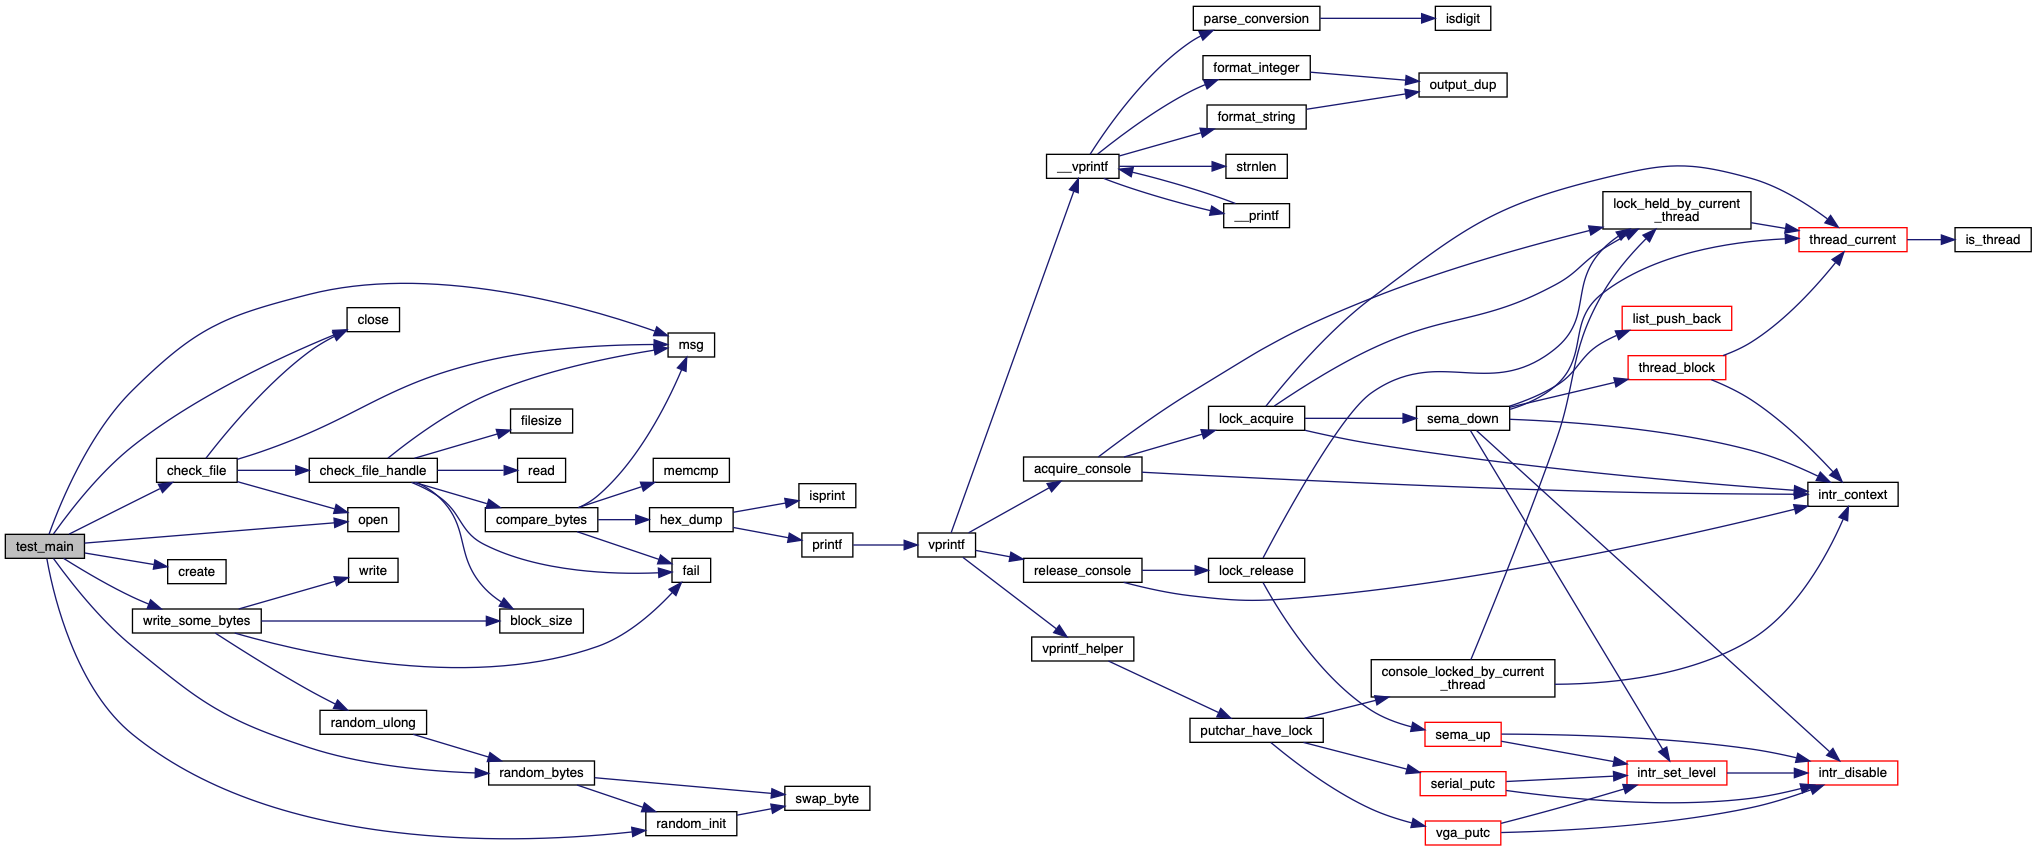 parse_conversion
isdigit
format_integer
output_dup
format_string
__vprintf
strnlen
__printf
lock_held_by_current
_thread
thread_current
is_thread
close
list_push_back
msg
thread_block
filesize
lock_acquire
sema_down
check_file
check_file_handle
read
memcmp
acquire_console
isprint
intr_context
open
compare_bytes
hex_dump
test_main
printf
vprintf
create
write
fail
release_console
lock_release
write_some_bytes
block_size
vprintf_helper
console_locked_by_current
_thread
random_ulong
putchar_have_lock
sema_up
random_bytes
intr_set_level
intr_disable
serial_putc
swap_byte
random_init
vga_putc